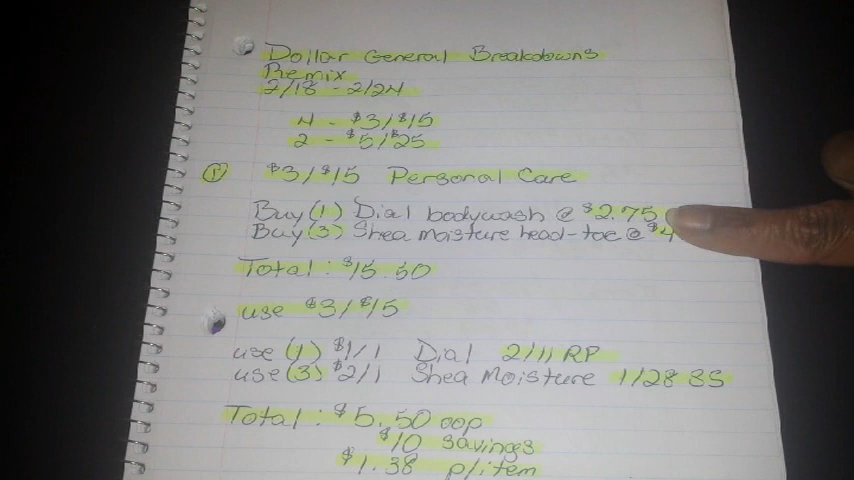 Dollar General Breakdowns
Remix
2/18 - 2/24
4 - $3/$15
2 - $5/$25
1 $3/$15 Personal Care
Buy (1) Dial bodywash @ $2.75
Buy (3) Shea Moisture head-toe @ $4
Total: $15.50
use $3/$15
use (1) $1/1 Dial 2/11 RP
use (3) $2/1 Shea Moisture 1/28 SS
Total: $5.50 oop
$10 savings
$1.38 p/item